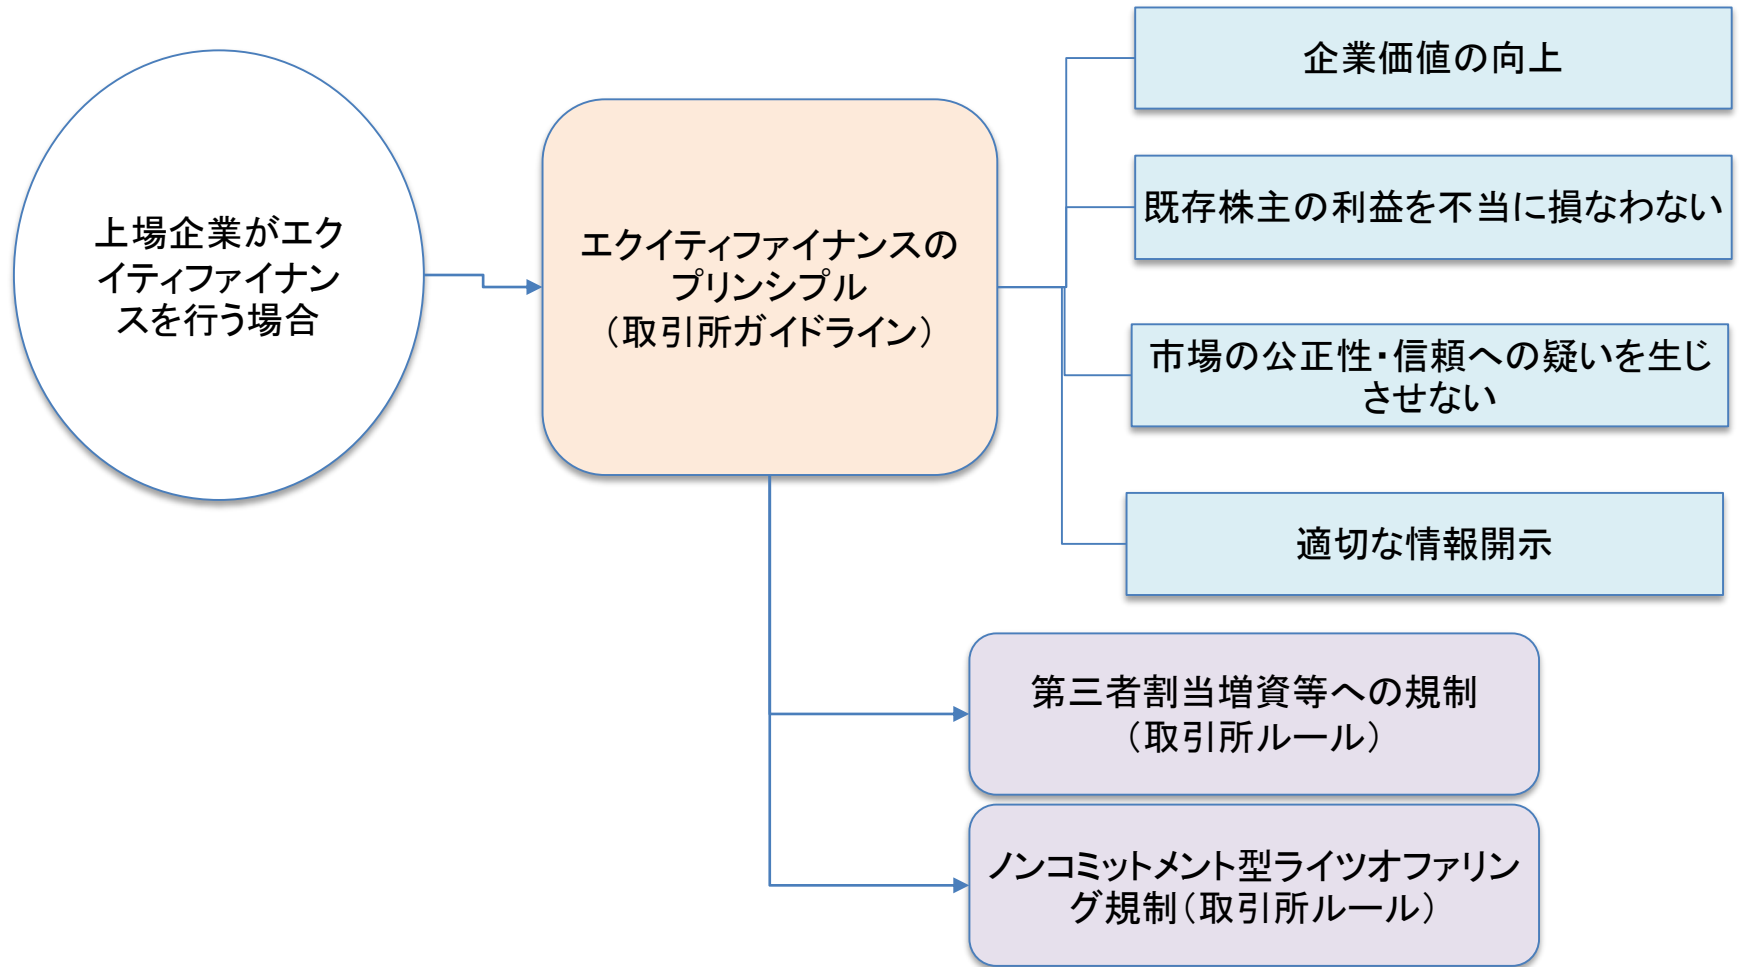 上場企業がエク
イティファイナン
スを行う場合
エクイティファイナンスの
プリンシプル
（取引所ガイドライン）
企業価値の向上
既存株主の利益を不当に損なわない
市場の公正性・信頼への疑いを生じ
させない
適切な情報開示
第三者割当増資等への規制
（取引所ルール）
ノンコミットメント型ライツオファリン
グ規制（取引所ルール）